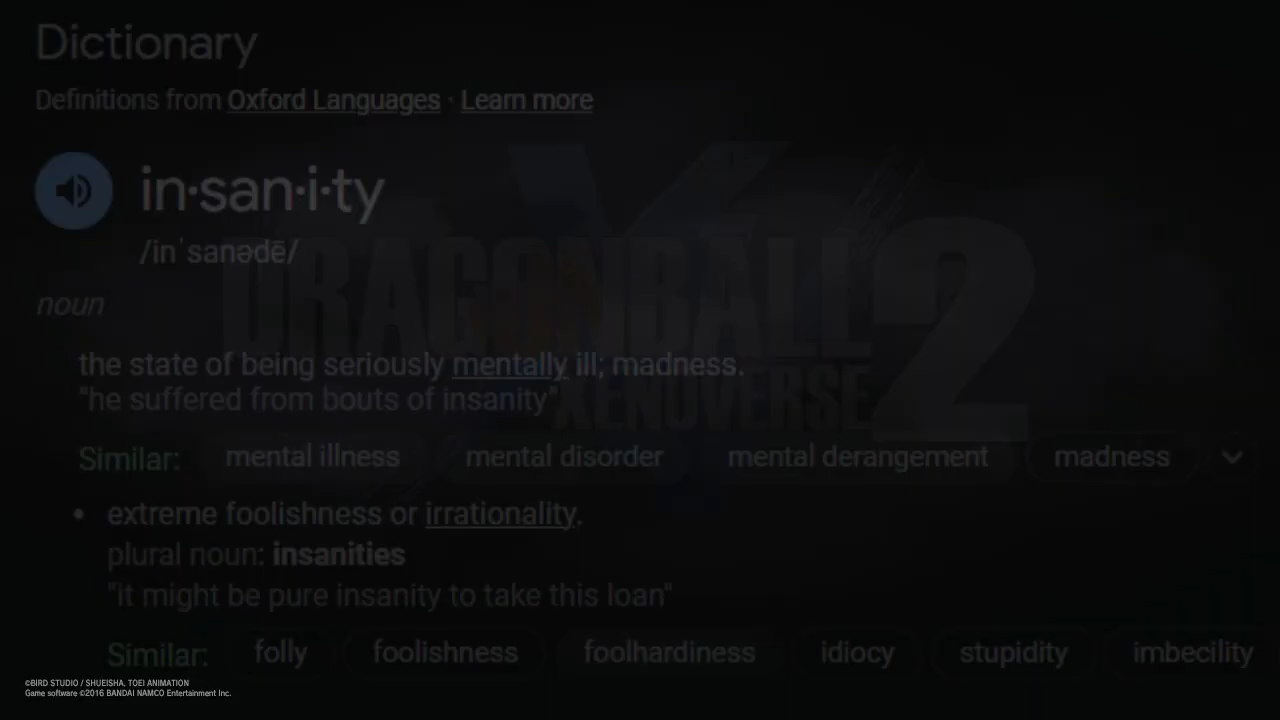 Dictionary
Definitions from Oxford Languages · Learn more
in·san·i·ty
/inˈsanədē/
noun
DRAGONBALL
XENOVERSE 2
the state of being seriously mentally ill; madness.
"he suffered from bouts of insanity"
Similar: mental illness mental disorder mental derangement madness
• extreme foolishness or irrationality.
plural noun: insanities
"it might be pure insanity to take this loan"
Similar: folly foolishness foolhardiness idiocy stupidity imbecility
©BIRD STUDIO / SHUEISHA, TOEI ANIMATION
Game software ©2016 BANDAI NAMCO Entertainment Inc.